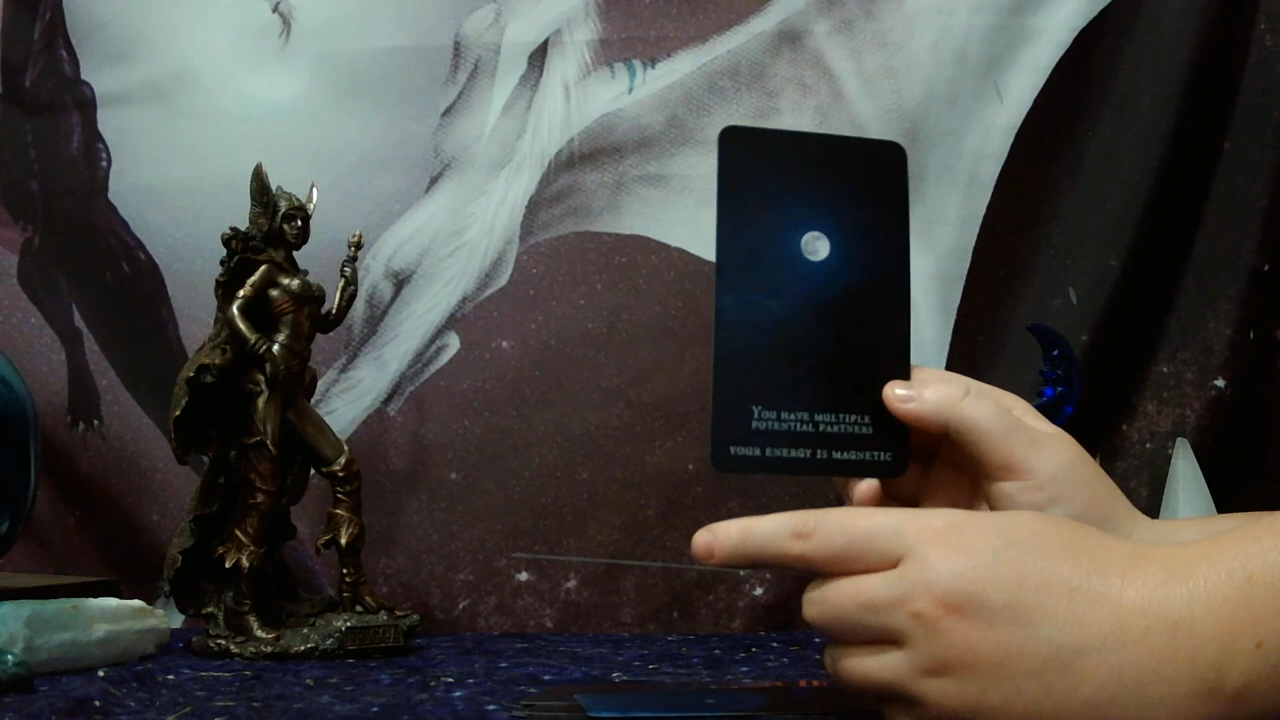 You have multiple
potential partners
your energy is magnetic